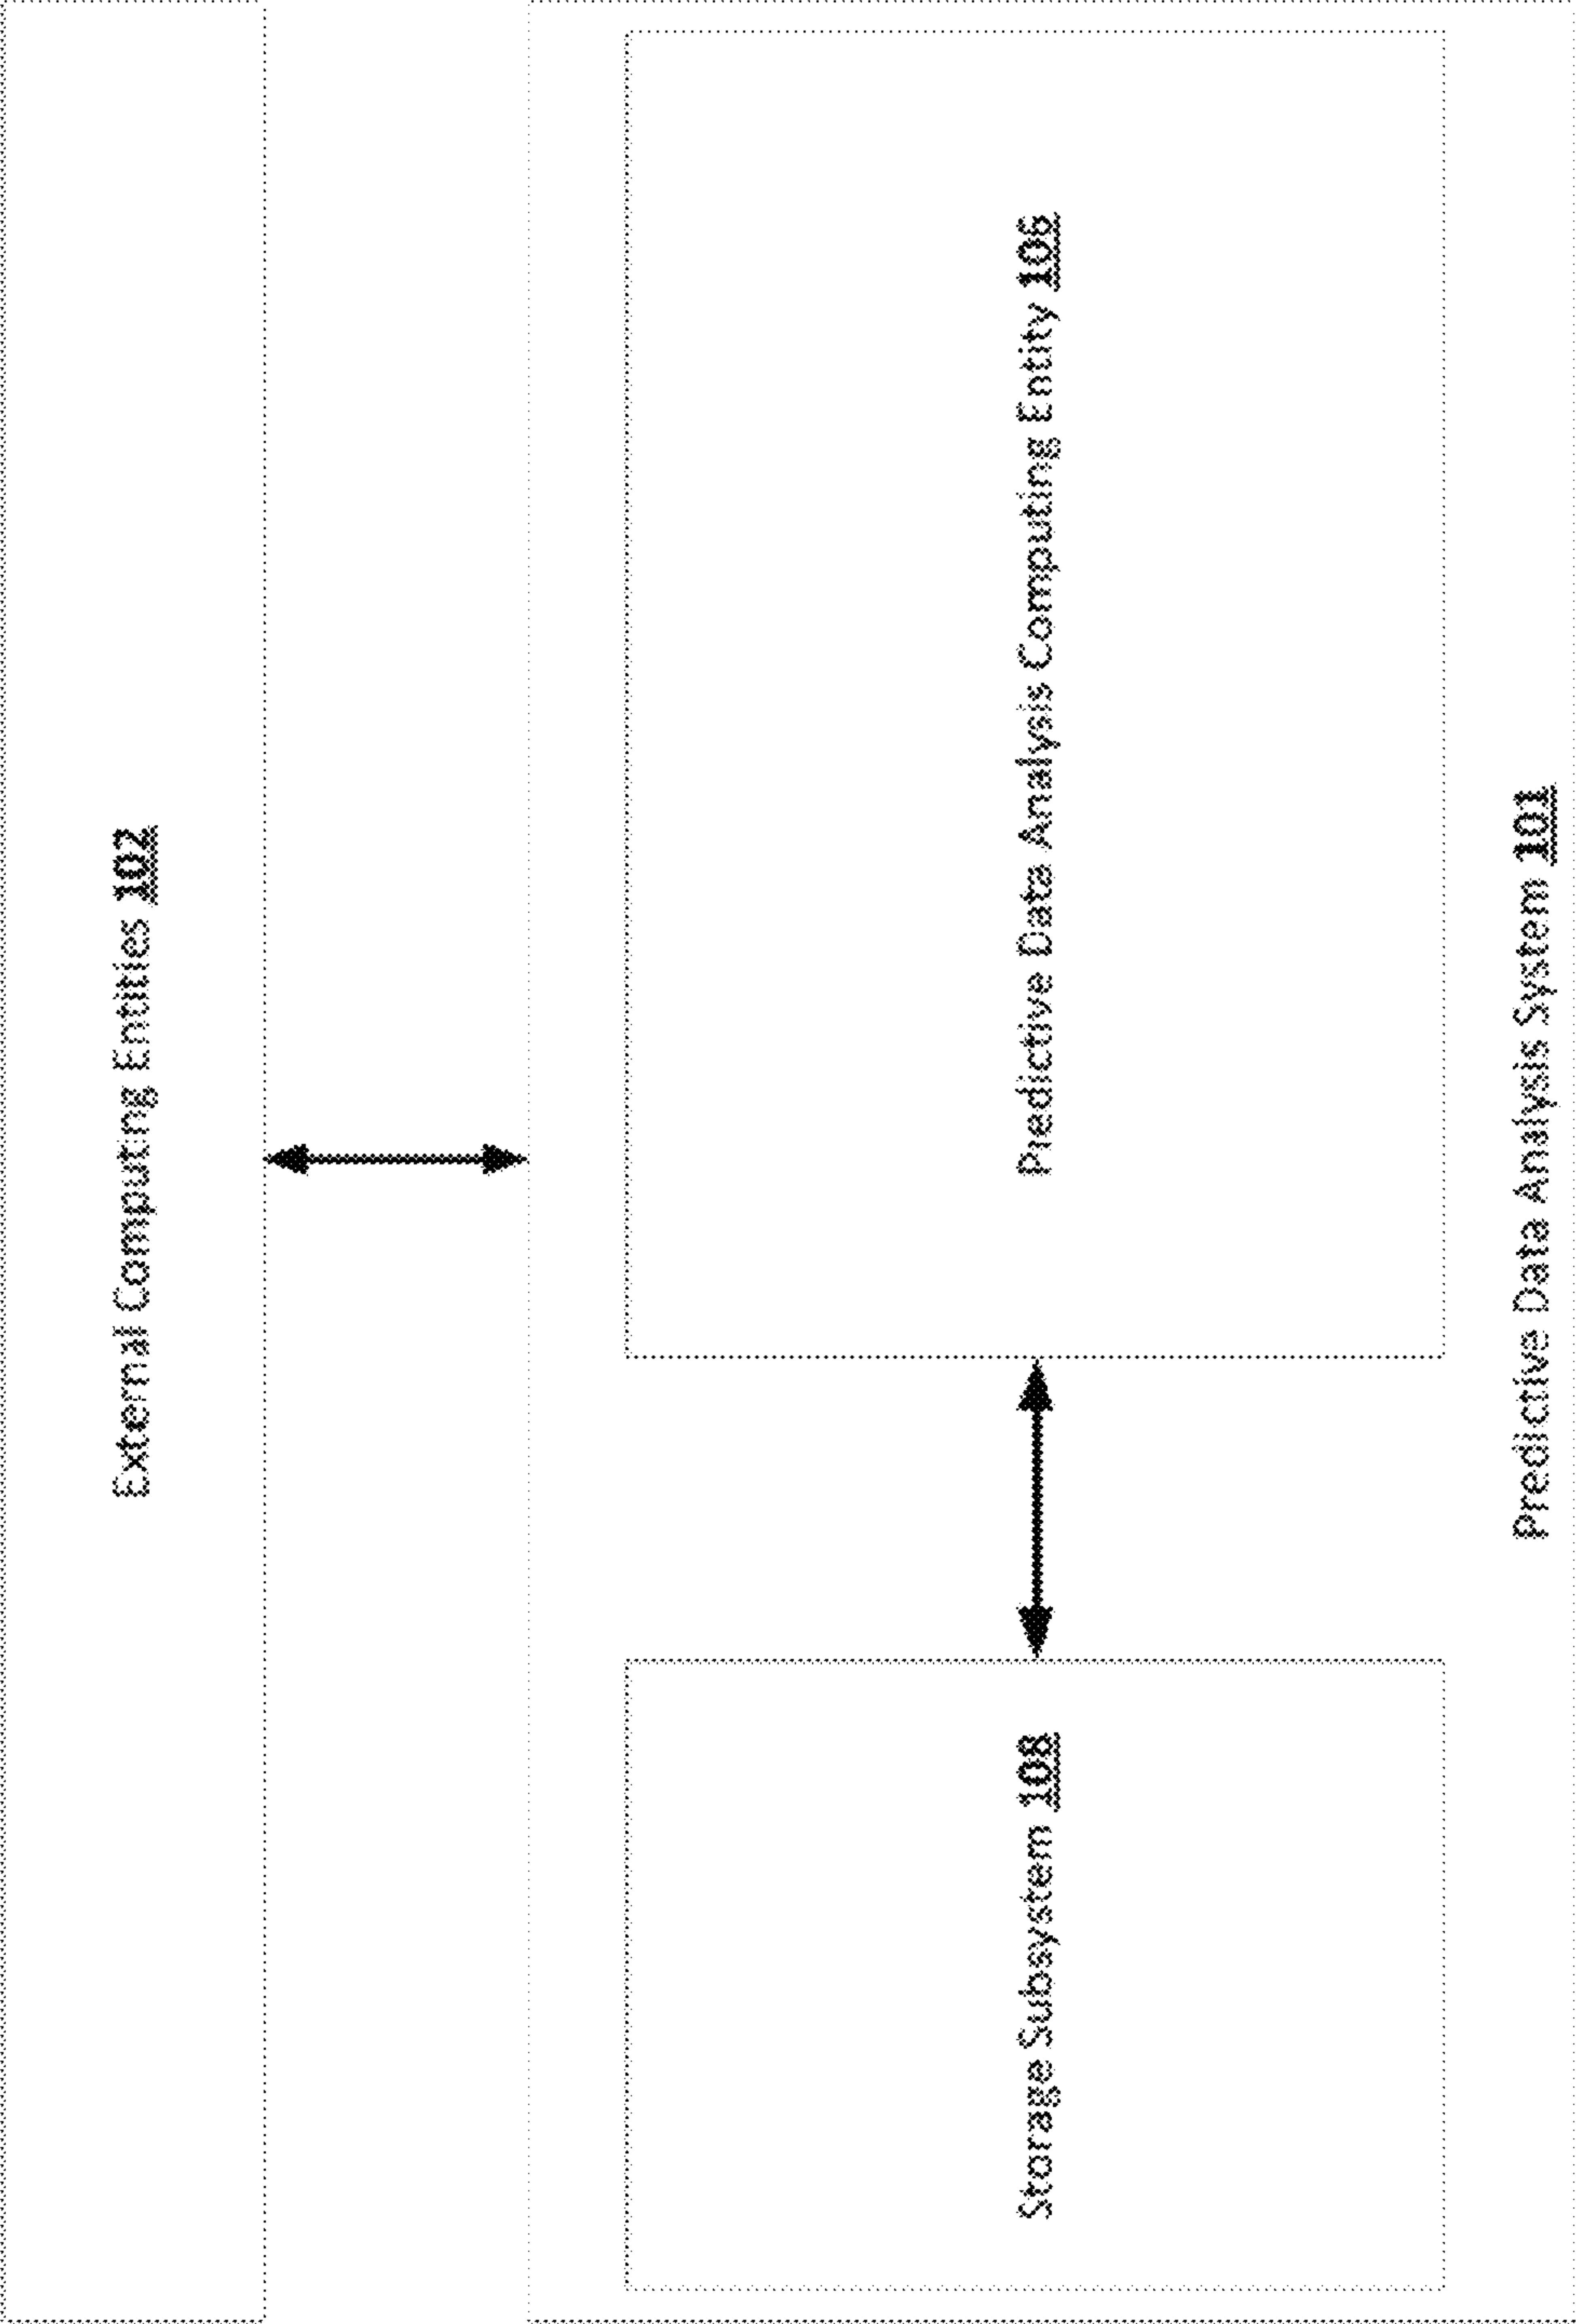 External Computing Entities 102
Storage Subsystem 108
Predictive Data Analysis Computing Entity 106
Predictive Data Analysis System 101